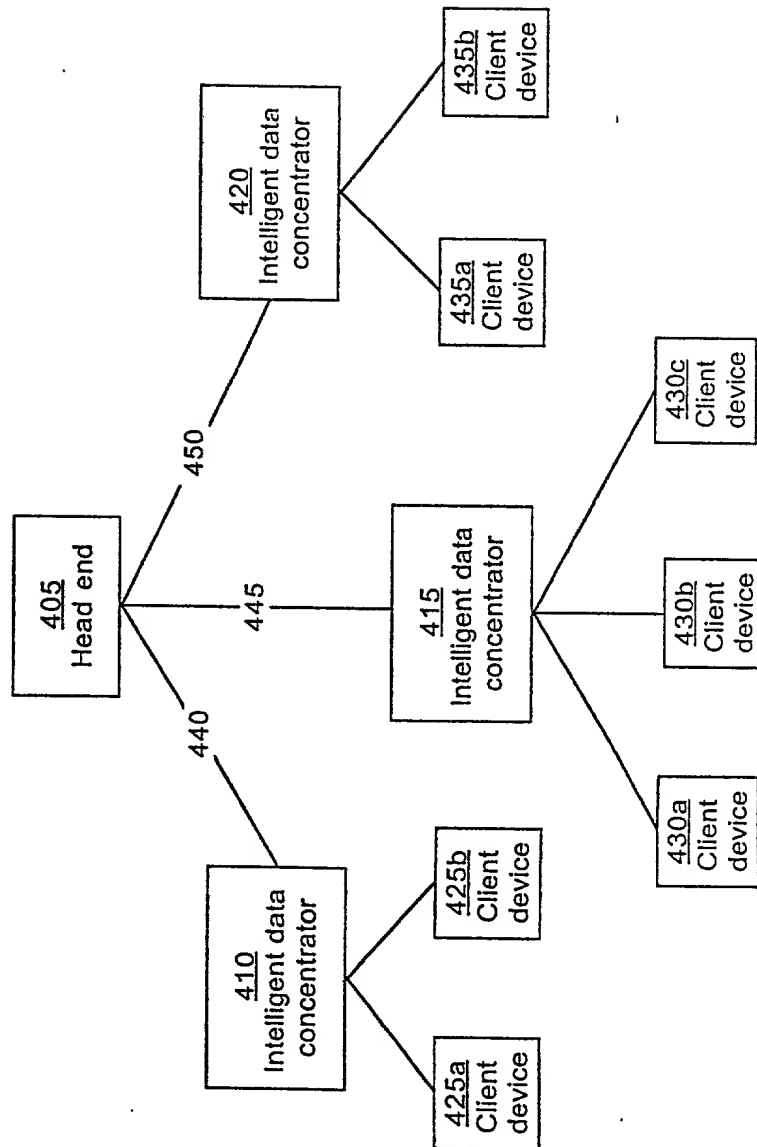 405
Head end
440
445
450
410
Intelligent data
concentrator
415
Intelligent data
concentrator
420
Intelligent data
concentrator
425a
Client
device
425b
Client
device
430a
Client
device
430b
Client
device
430c
Client
device
435a
Client
device
435b
Client
device